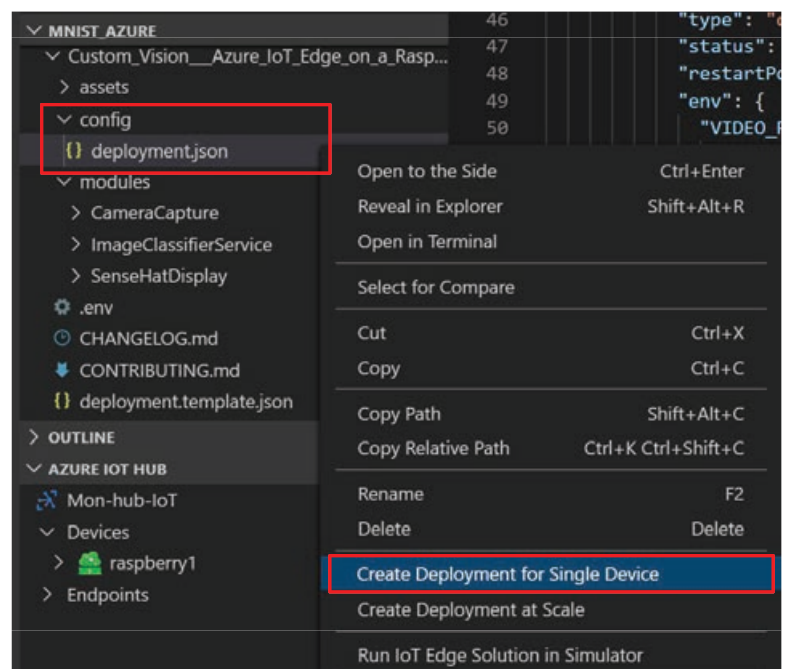 MNIST_AZURE
Custom_Vision___Azure_IoT_Edge_on_a_Rasp...
assets
config
{} deployment.json
modules
CameraCapture
ImageClassifierService
SenseHatDisplay
.env
CHANGELOG.md
CONTRIBUTING.md
{} deployment.template.json
OUTLINE
AZURE IOT HUB
Mon-hub-IoT
Devices
raspberry1
Endpoints
46 "type": "
47 "status":
48 "restartPo
49 "env": {
50 "VIDEO_
Open to the Side Ctrl+Enter
Reveal in Explorer Shift+Alt+R
Open in Terminal
Select for Compare
Cut Ctrl+X
Copy Ctrl+C
Copy Path Shift+Alt+C
Copy Relative Path Ctrl+K Ctrl+Shift+C
Rename F2
Delete Delete
Create Deployment for Single Device
Create Deployment at Scale
Run IoT Edge Solution in Simulator